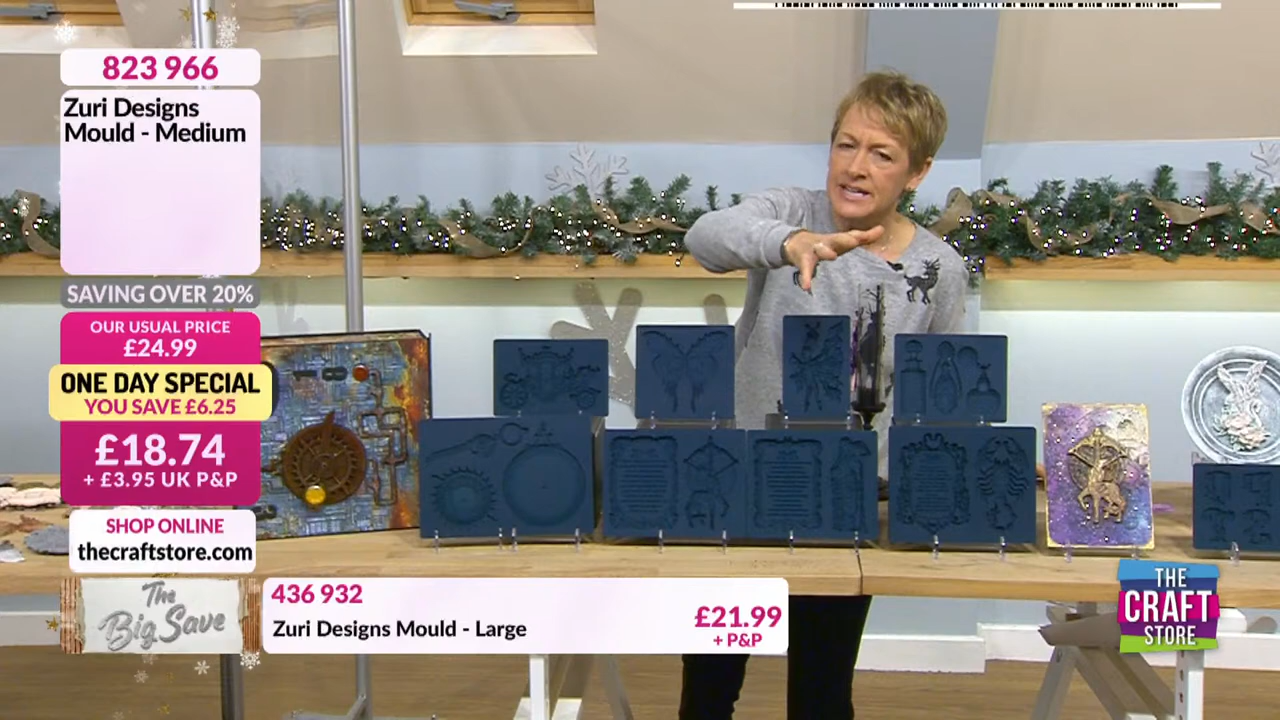 823 966
Zuri Designs
Mould - Medium
SAVING OVER 20%
OUR USUAL PRICE
£24.99
ONE DAY SPECIAL
YOU SAVE £6.25
£18.74
+ £3.95 UK P&P
SHOP ONLINE
thecraftstore.com
The
Big Save
436 932
Zuri Designs Mould - Large
£21.99
+ P&P
THE
CRAFT
STORE